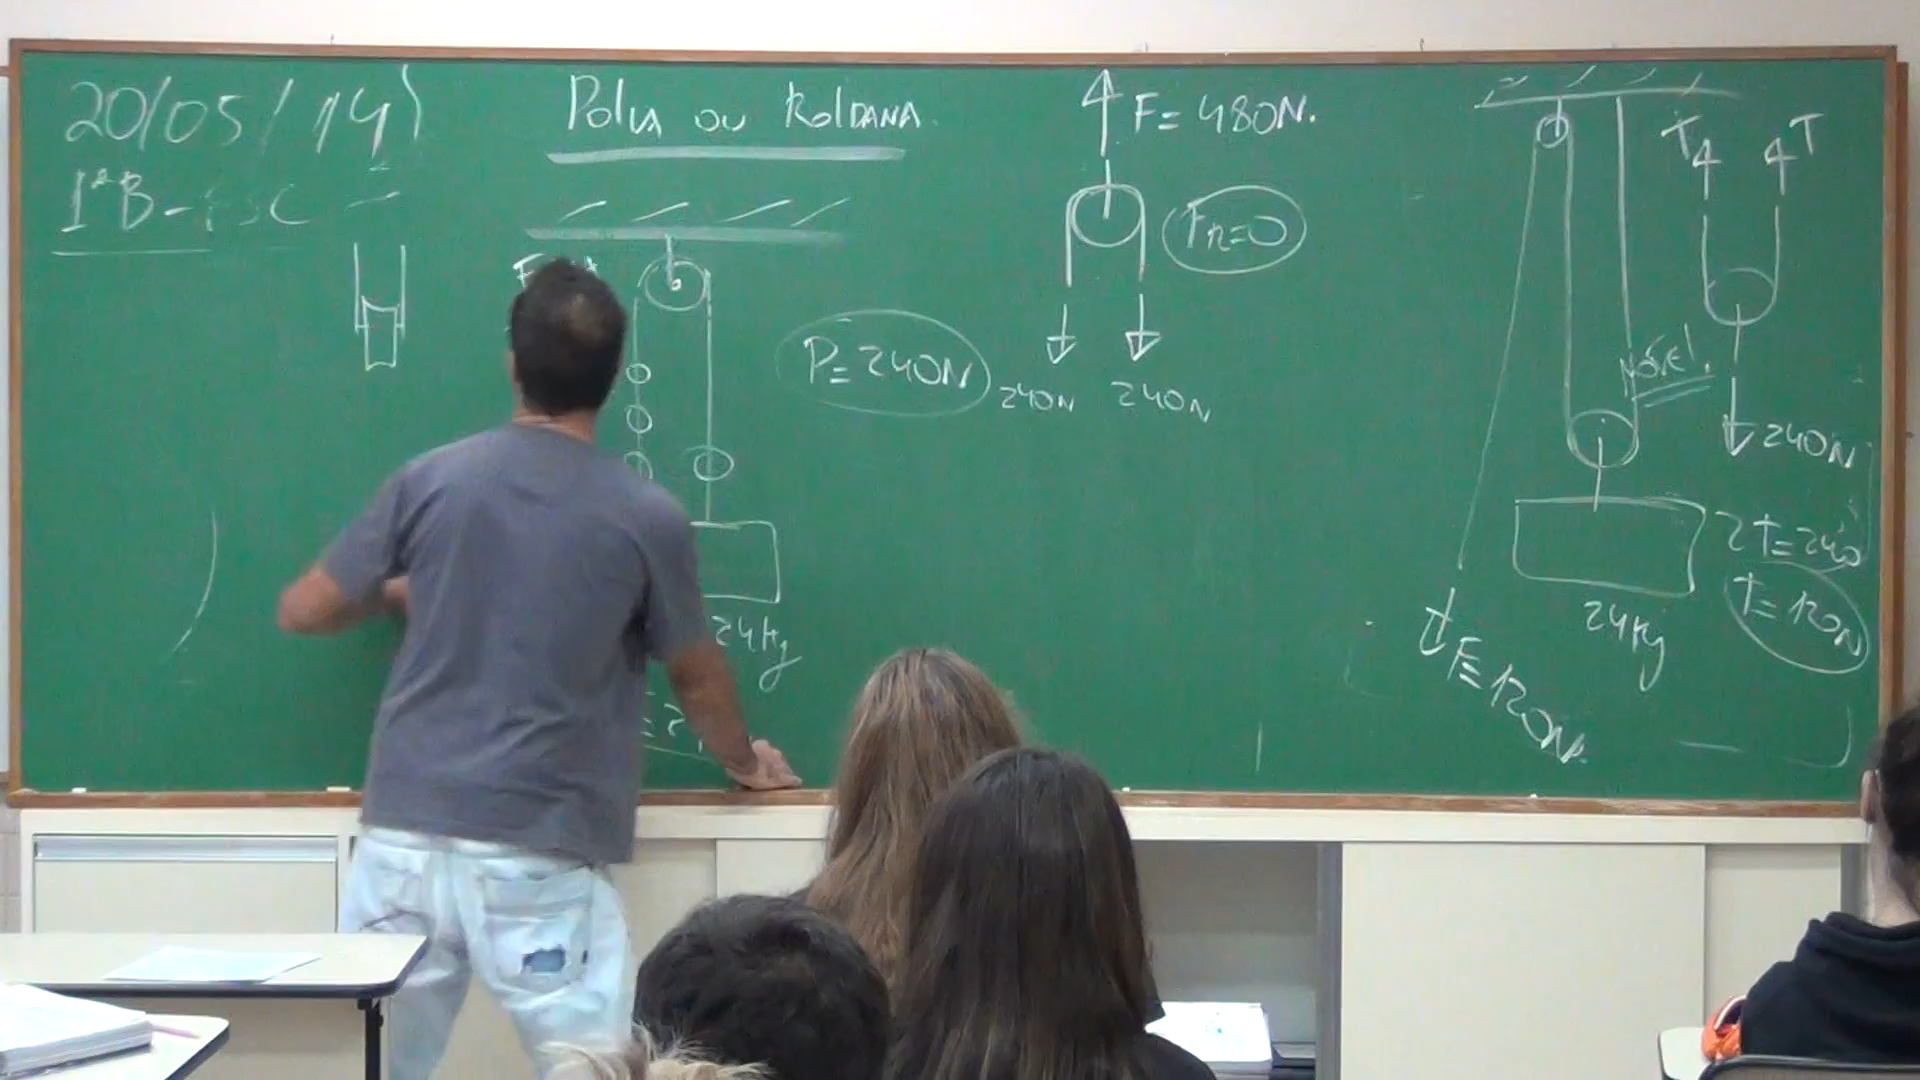 20/05/14
1ªB - FSC
Polia ou Roldana
F = 480N.
FR=0
P = 240N
240N
240N
24Kg
T
T
Móvel.
240N
2T = 240
T = 120N
24Kg
F = 120N.